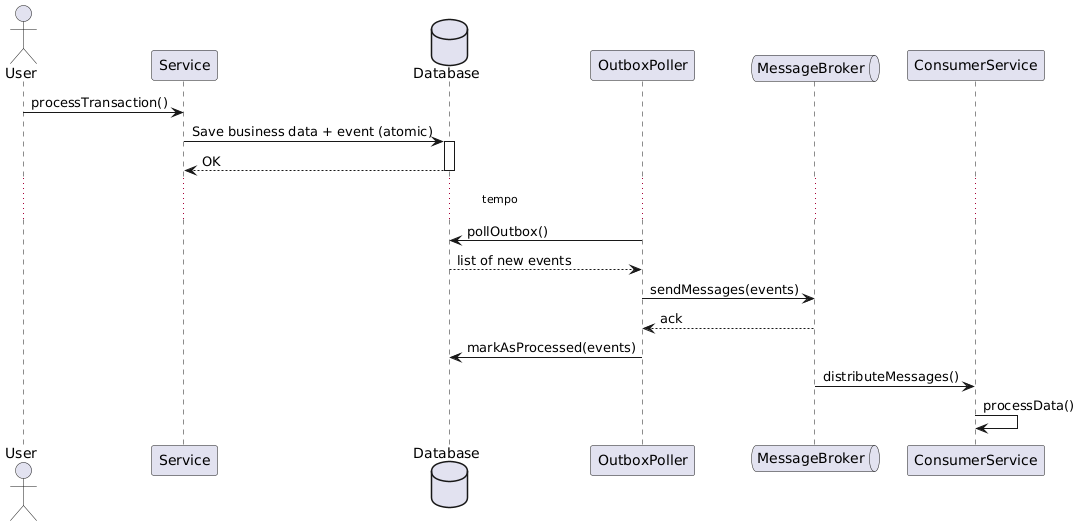 User
Service
Database
OutboxPoller
MessageBroker
ConsumerService
processTransaction()
Save business data + event (atomic)
OK
tempo
pollOutbox()
list of new events
sendMessages(events)
ack
markAsProcessed(events)
distributeMessages()
processData()
User
Service
Database
OutboxPoller
MessageBroker
ConsumerService